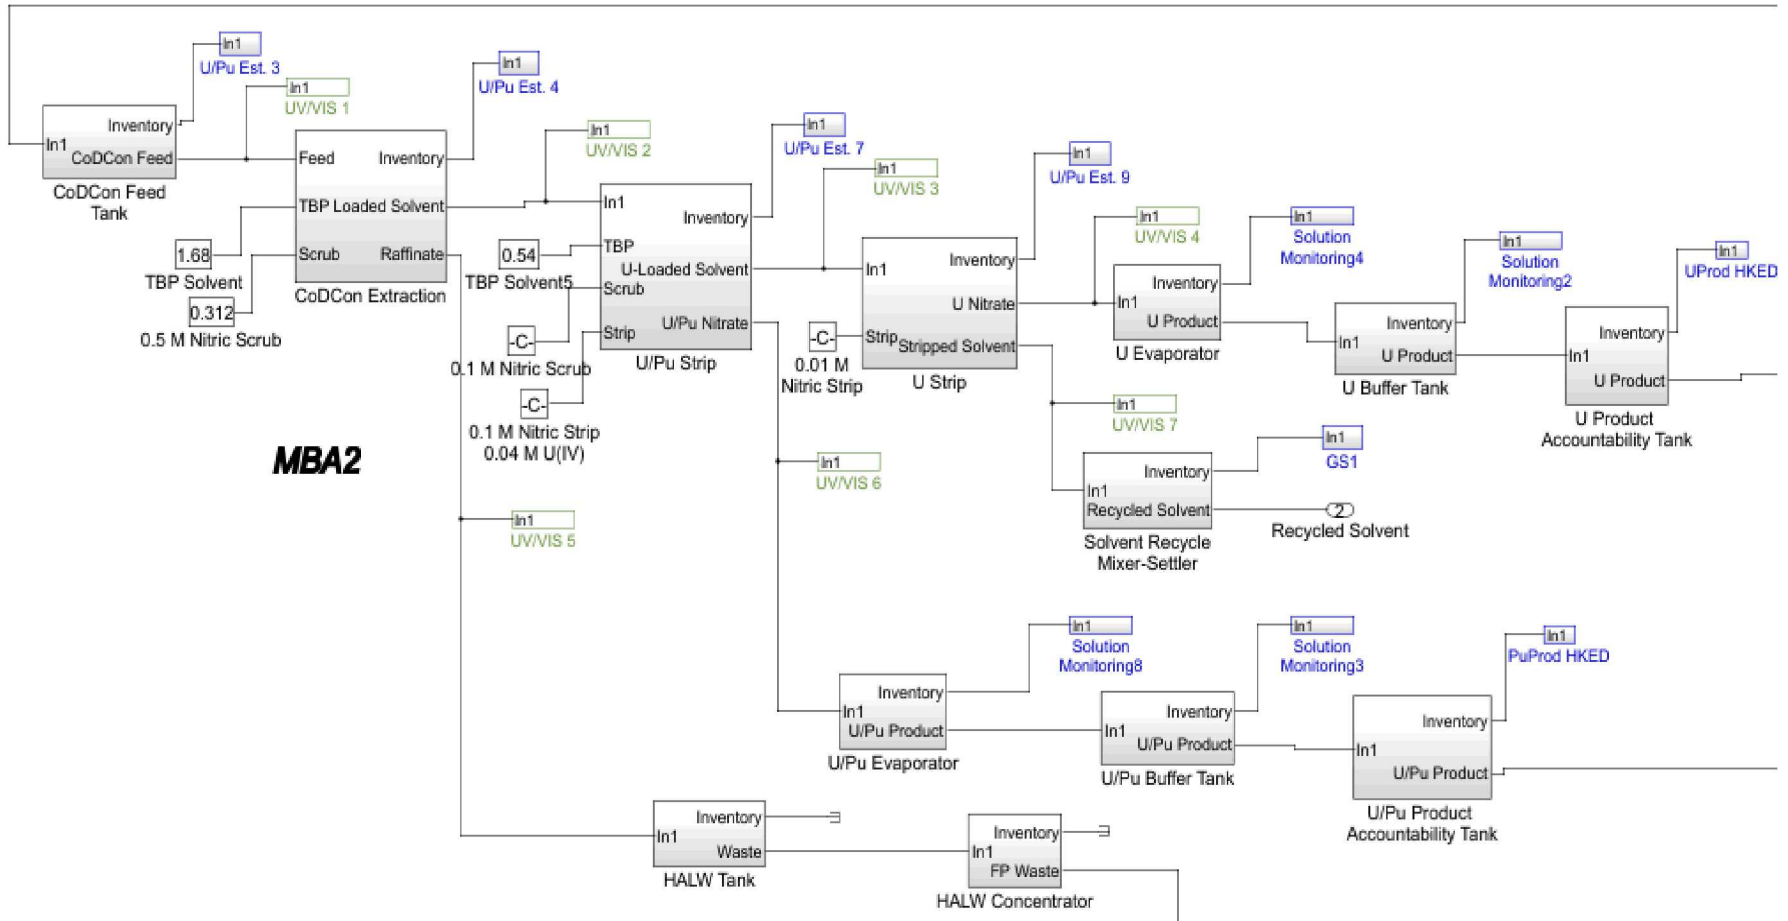 In1
U/Pu Est. 3
In1
UV/VIS 1
In1
U/Pu Est. 4
Inventory
In1
CoDCon Feed
CoDCon Feed
Tank
Feed
Inventory
TBP Loaded Solvent
Scrub
Raffinate
CoDCon Extraction
1.68
TBP Solvent
0.312
0.5 M Nitric Scrub
In1
UV/VIS 2
In1
U/Pu Est. 7
In1
Inventory
TBP
U-Loaded Solvent
Scrub
U/Pu Nitrate
Strip
U/Pu Strip
0.54
TBP Solvent5
-C-
0.1 M Nitric Scrub
-C-
0.1 M Nitric Strip
0.04 M U(IV)
In1
UV/VIS 3
In1
U/Pu Est. 9
Inventory
In1
U Nitrate
Strip
Stripped Solvent
U Strip
-C-
0.01 M
Nitric Strip
In1
UV/VIS 4
In1
Solution
Monitoring4
Inventory
In1
U Product
U Evaporator
In1
Solution
Monitoring2
Inventory
In1
U Product
U Buffer Tank
In1
UProd HKED
Inventory
In1
U Product
U Product
Accountability Tank
In1
UV/VIS 7
In1
GS1
Inventory
In1
Recycled Solvent
Solvent Recycle
Mixer-Settler
2
Recycled Solvent
MBA2
In1
UV/VIS 6
In1
UV/VIS 5
In1
Solution
Monitoring8
Inventory
In1
U/Pu Product
U/Pu Evaporator
In1
Solution
Monitoring3
Inventory
In1
U/Pu Product
U/Pu Buffer Tank
In1
PuProd HKED
Inventory
In1
U/Pu Product
U/Pu Product
Accountability Tank
Inventory
In1
Waste
HALW Tank
Inventory
In1
FP Waste
HALW Concentrator